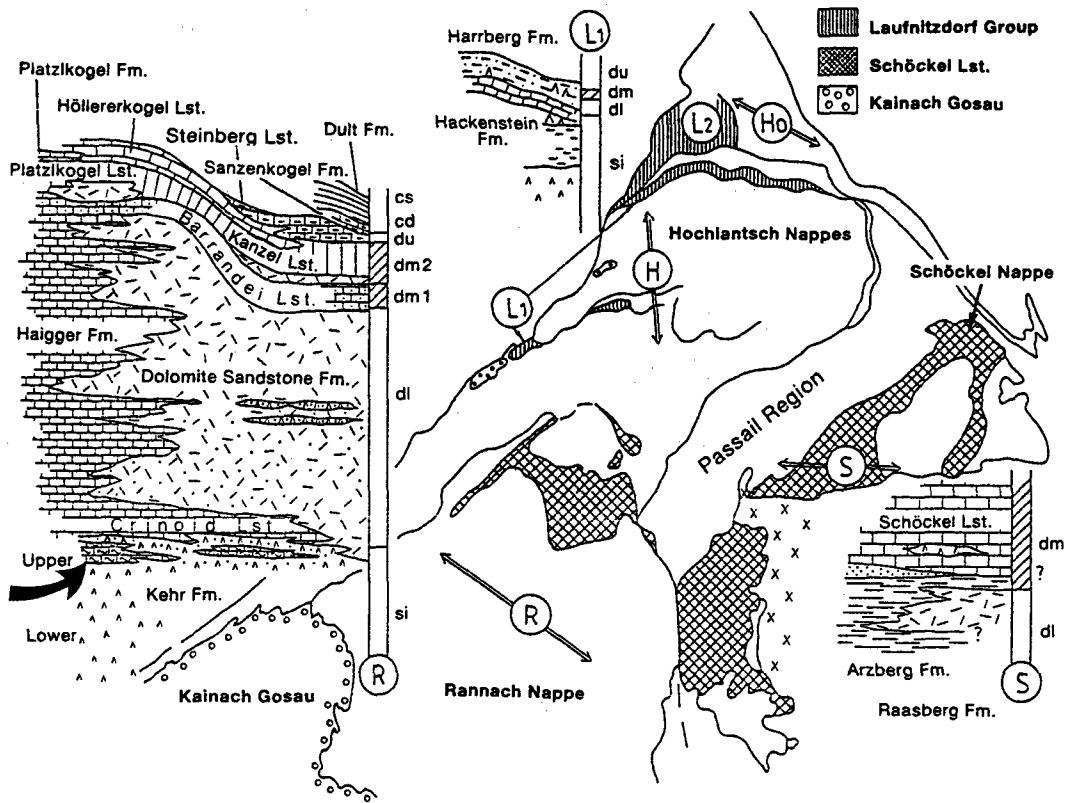 Laufnitzdorf Group
Schöckel Lst.
Kainach Gosau
Harrberg Fm.
Hackenstein
Fm.
L1
du
dm
dl
si
Platzlkogel Fm.
Höllererkogel Lst.
Steinberg Lst.
Dult Fm.
Sanzenkogel Fm.
Platzlkogel Lst.
Kanzel Lst.
Barrandei Lst.
Haigger Fm.
Dolomite Sandstone Fm.
Crinoid Lst.
Upper
Kehr Fm.
Lower
cs
cd
du
dm2
dm1
dl
si
R
Kainach Gosau
L2
Ho
Hochlantsch Nappes
H
L1
Schöckel Nappe
Passail Region
S
R
Rannach Nappe
Schöckel Lst.
dm
?
?
dl
Arzberg Fm.
Raasberg Fm.
S